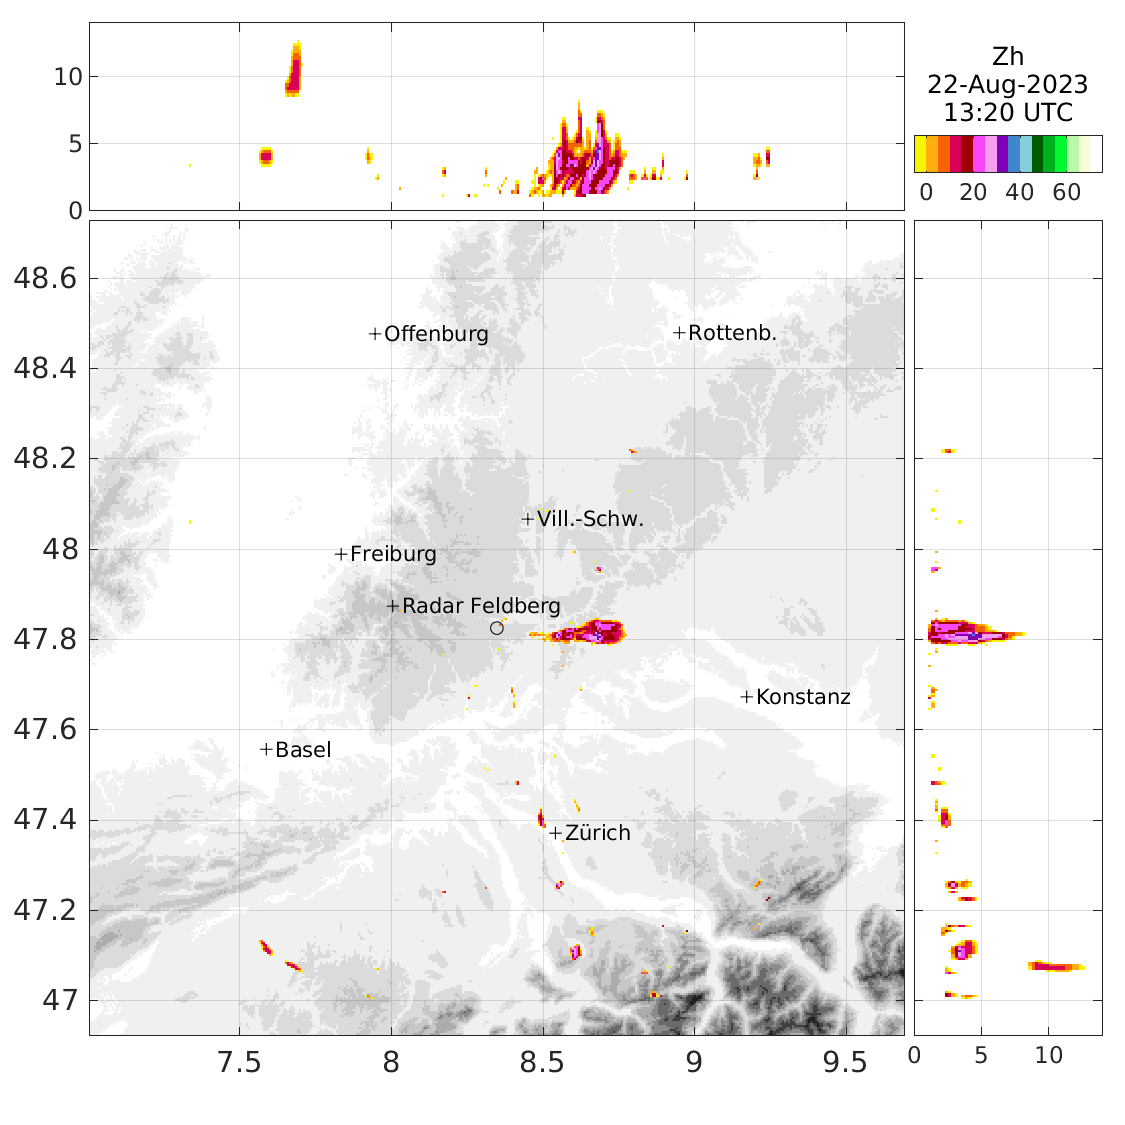 Zh
22-Aug-2023
13:20 UTC
0 20 40 60
10
5
0
48.6
48.4
48.2
48
47.8
47.6
47.4
47.2
47
Offenburg
Rottenb.
Vill.-Schw.
Freiburg
Radar Feldberg
Konstanz
Basel
Zürich
7.5 8 8.5 9 9.5
0 5 10